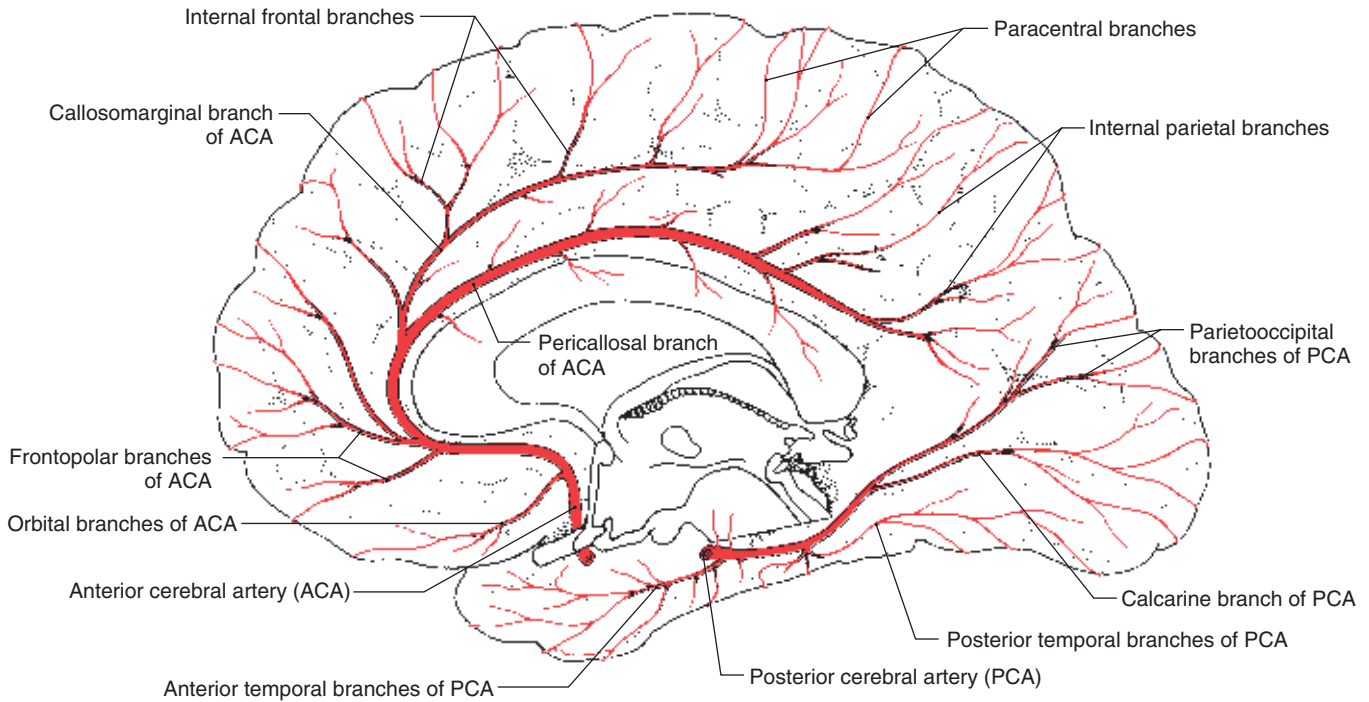 Internal frontal branches
Paracentral branches
Callosomarginal branch
of ACA
Internal parietal branches
Pericallosal branch
of ACA
Parietooccipital
branches of PCA
Frontopolar branches
of ACA
Orbital branches of ACA
Anterior cerebral artery (ACA)
Calcarine branch of PCA
Posterior temporal branches of PCA
Posterior cerebral artery (PCA)
Anterior temporal branches of PCA